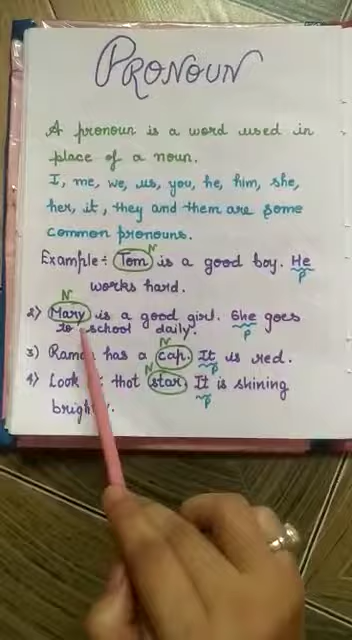 PRONOUN
A pronoun is a word used in
place of a noun.
I, me, we, us, you, he, him, she,
her, it, they and them are some
common pronouns.
N
Example:- Tom is a good boy. He
P
works hard.
N
2) Mary is a good girl. She goes
to school daily. P
N
3) Raman has a cap. It is red.
N P
4) Look that star. It is shining
P